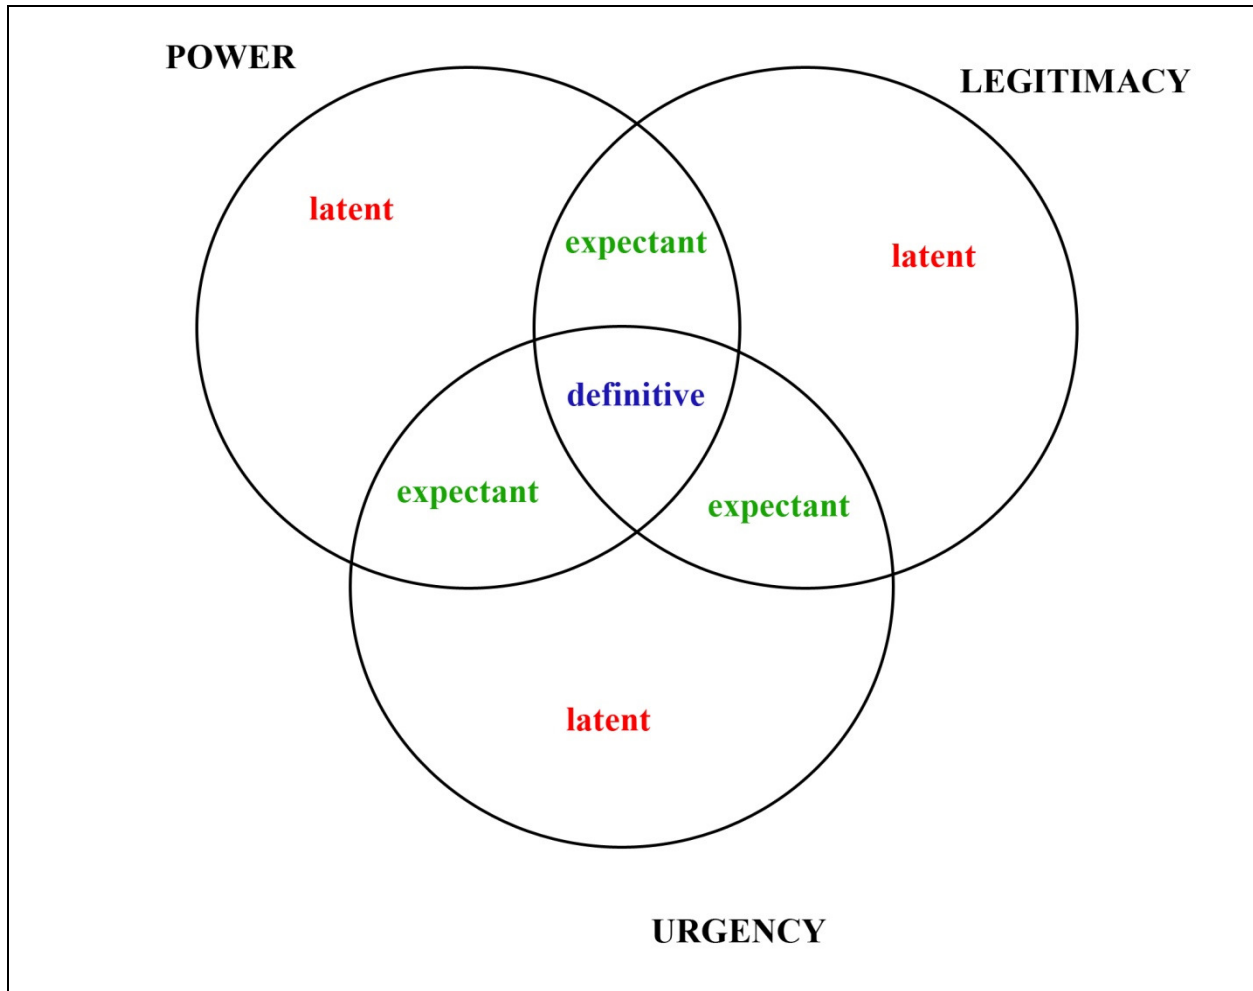 POWER
LEGITIMACY
latent
expectant
latent
definitive
expectant
expectant
latent
URGENCY